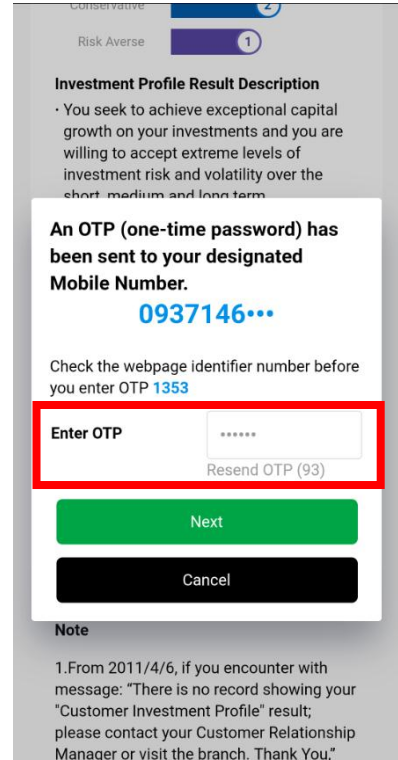 Conservative
2
Risk Averse
1
Investment Profile Result Description
· You seek to achieve exceptional capital
growth on your investments and you are
willing to accept extreme levels of
investment risk and volatility over the
short, medium and long term
An OTP (one-time password) has
been sent to your designated
Mobile Number.
0937146•••
Check the webpage identifier number before
you enter OTP 1353
Enter OTP
••••••
Resend OTP (93)
Next
Cancel
Note
1.From 2011/4/6, if you encounter with
message: “There is no record showing your
"Customer Investment Profile" result;
please contact your Customer Relationship
Manager or visit the branch. Thank You,”